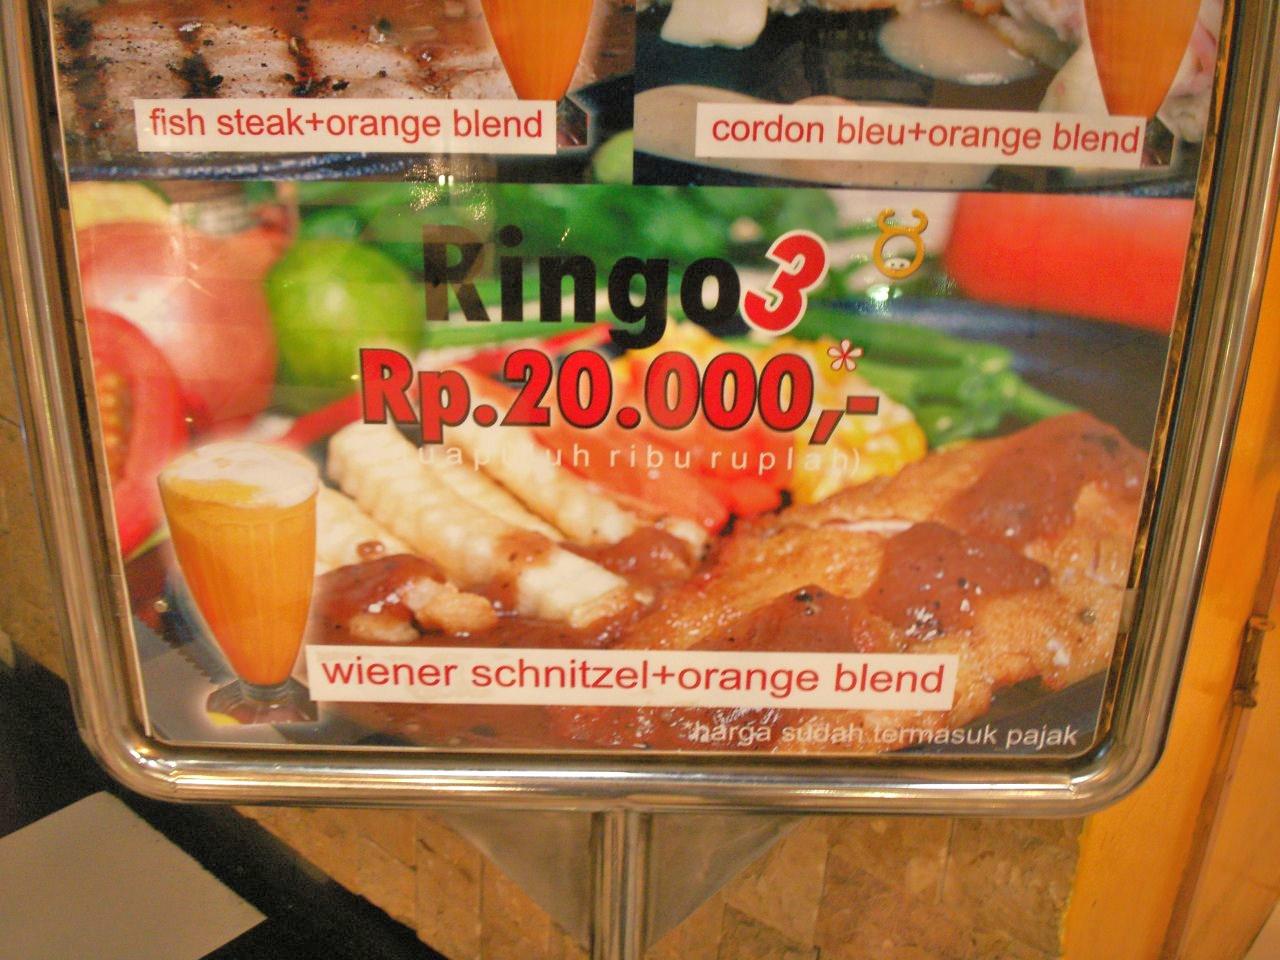 fish steak+orange blend
cordon bleu+orange blend
Ringo3
Rp.20.000,-*
ribu rupiah)
wiener schnitzel+orange blend
*harga sudah termasuk pajak